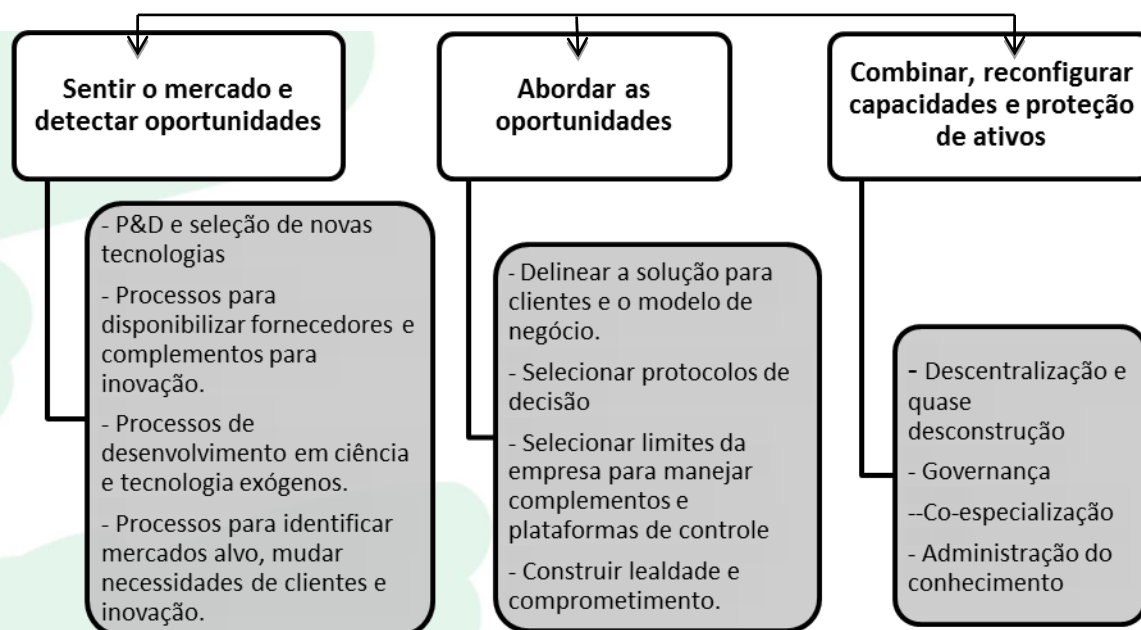 Sentir o mercado e
detectar oportunidades
- P&D e seleção de novas
tecnologias
- Processos para
disponibilizar fornecedores e
complementos para
inovação.
- Processos de
desenvolvimento em ciência
e tecnologia exógenos.
- Processos para identificar
mercados alvo, mudar
necessidades de clientes e
inovação.
Abordar as
oportunidades
- Delinear a solução para
clientes e o modelo de
negócio.
- Selecionar protocolos de
decisão
- Selecionar limites da
empresa para manejar
complementos e
plataformas de controle
- Construir lealdade e
comprometimento.
Combinar, reconfigurar
capacidades e proteção
de ativos
- Descentralização e
quase
desconstrução
- Governança
--Co-especialização
- Administração do
conhecimento